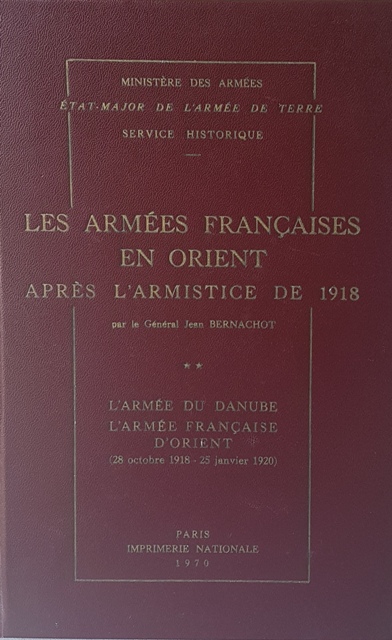 MINISTÈRE DES ARMÉES
ÉTAT-MAJOR DE L'ARMÉE DE TERRE
SERVICE HISTORIQUE
LES ARMÉES FRANÇAISES
EN ORIENT
APRÈS L'ARMISTICE DE 1918
par le Général Jean BERNACHOT
★★
L'ARMÉE DU DANUBE
L'ARMÉE FRANÇAISE
D'ORIENT
(28 octobre 1918 - 25 janvier 1920)
PARIS
IMPRIMERIE NATIONALE
1970